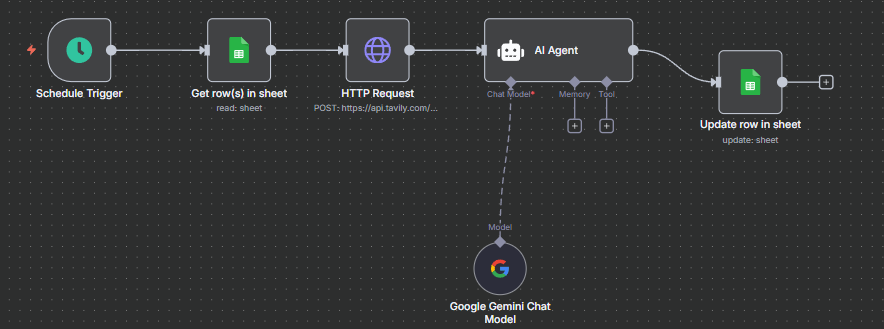 AI Agent
Schedule Trigger
Get row(s) in sheet
read: sheet
HTTP Request
POST: https://api.tavily.com/...
Chat Model*
Memory
Tool
Update row in sheet
update: sheet
Model
Google Gemini Chat
Model